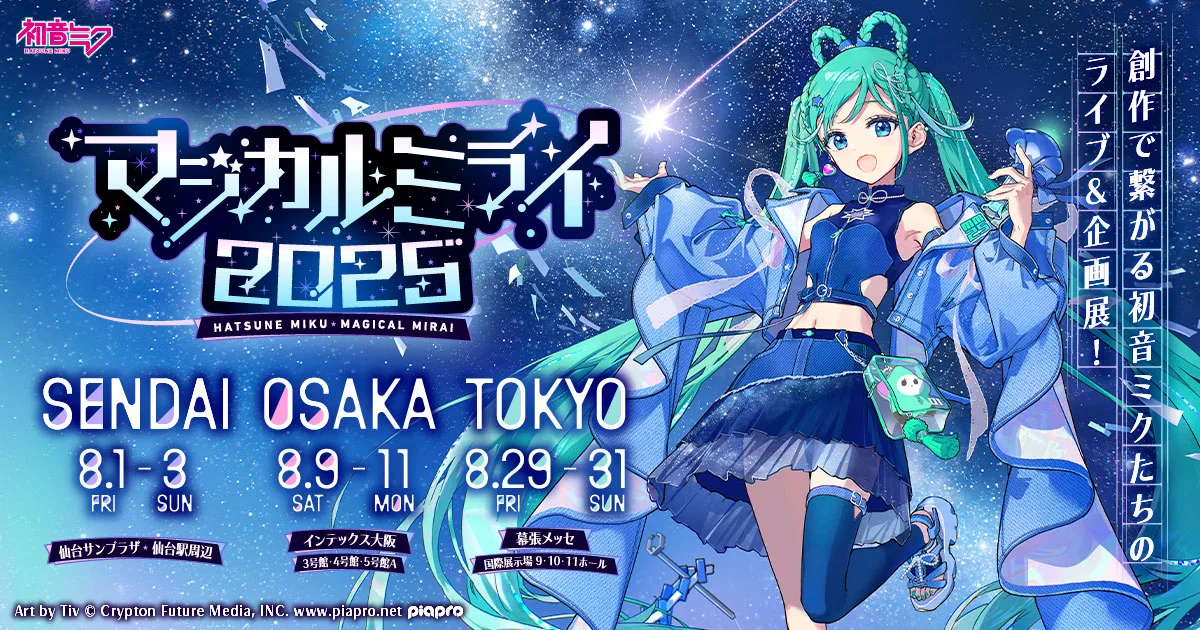 初音ミク
HATSUNE MIKU
マジカルミライ
2025
HATSUNE MIKU★MAGICAL MIRAI
創作で繋がる初音ミクたちの
ライブ&企画展!
SENDAI
8.1-3
FRI SUN
仙台サンプラザ★仙台駅周辺
OSAKA
8.9-11
SAT MON
インテックス大阪
3号館・4号館・5号館A
TOKYO
8.29-31
FRI SUN
幕張メッセ
国際展示場 9・10・11ホール
Art by Tiv © Crypton Future Media, INC. www.piapro.net piapro